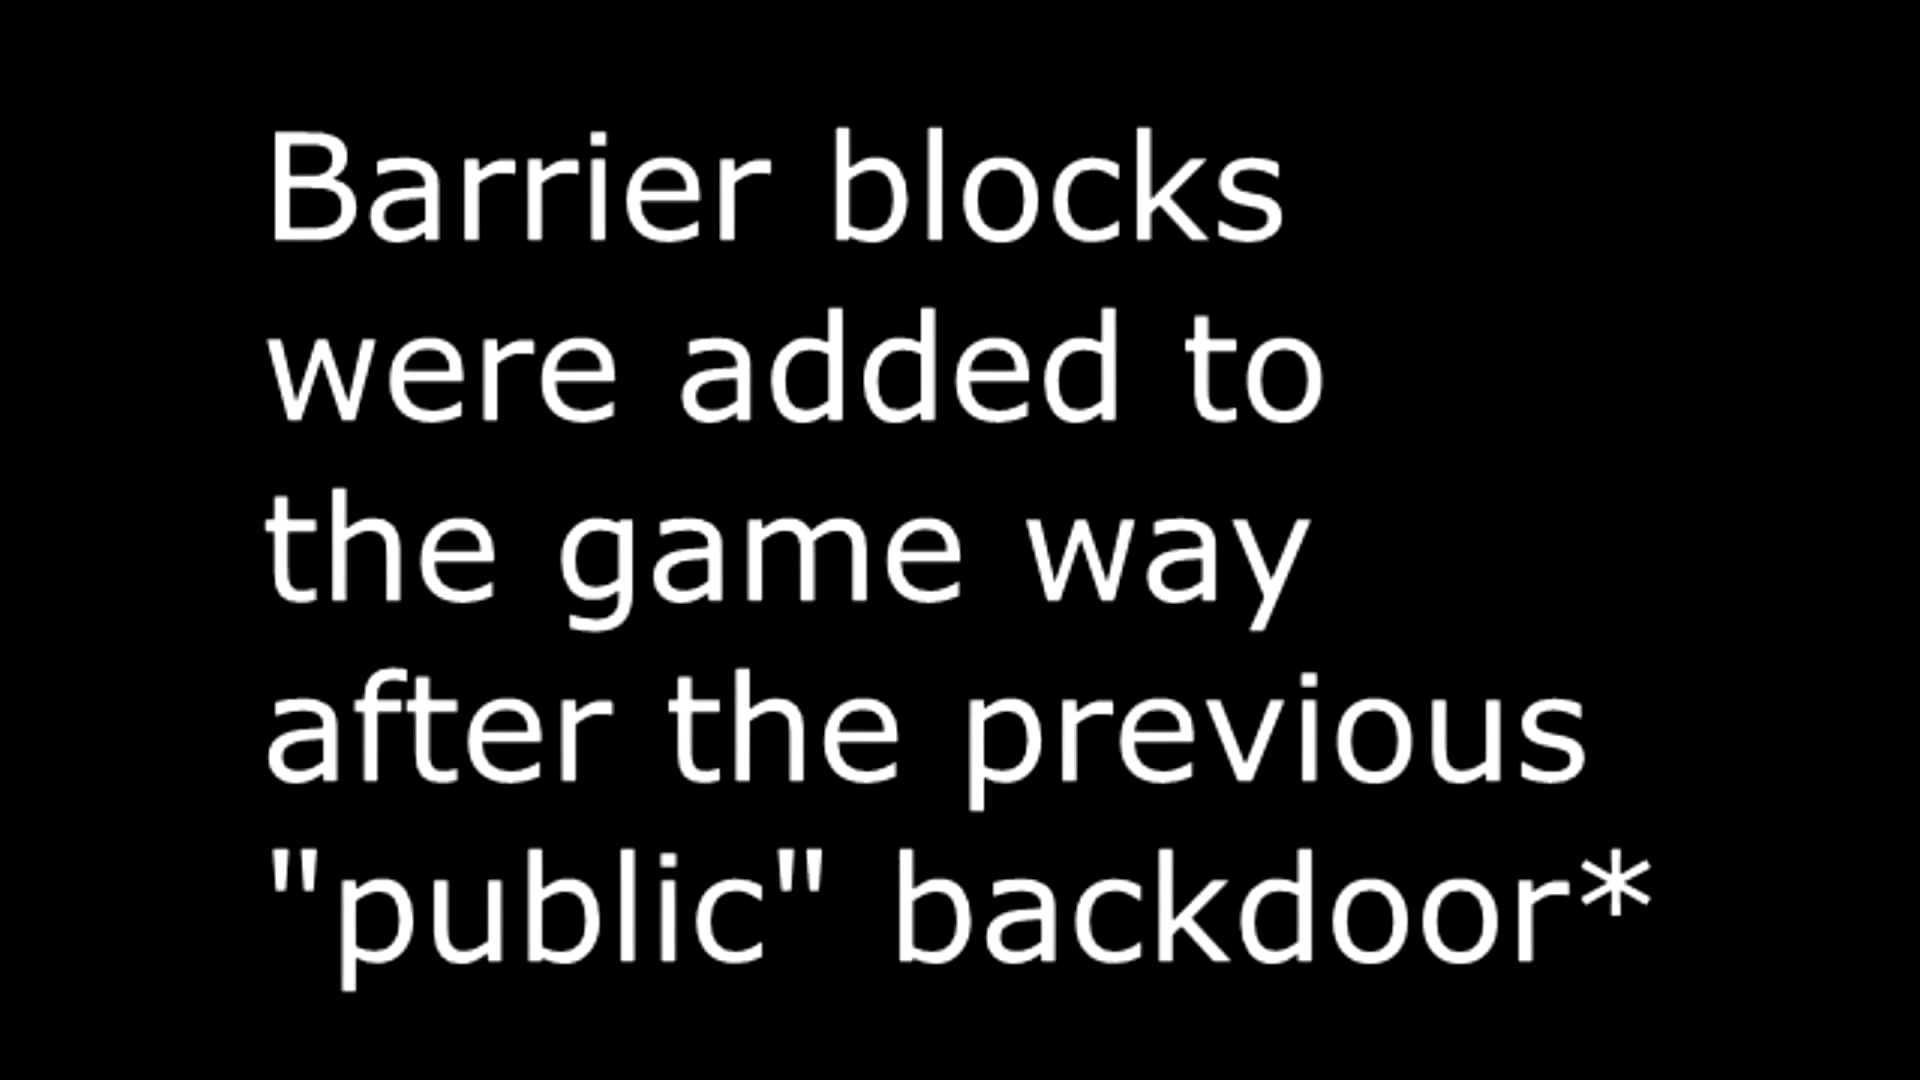 Barrier blocks
were added to
the game way
after the previous
"public" backdoor*